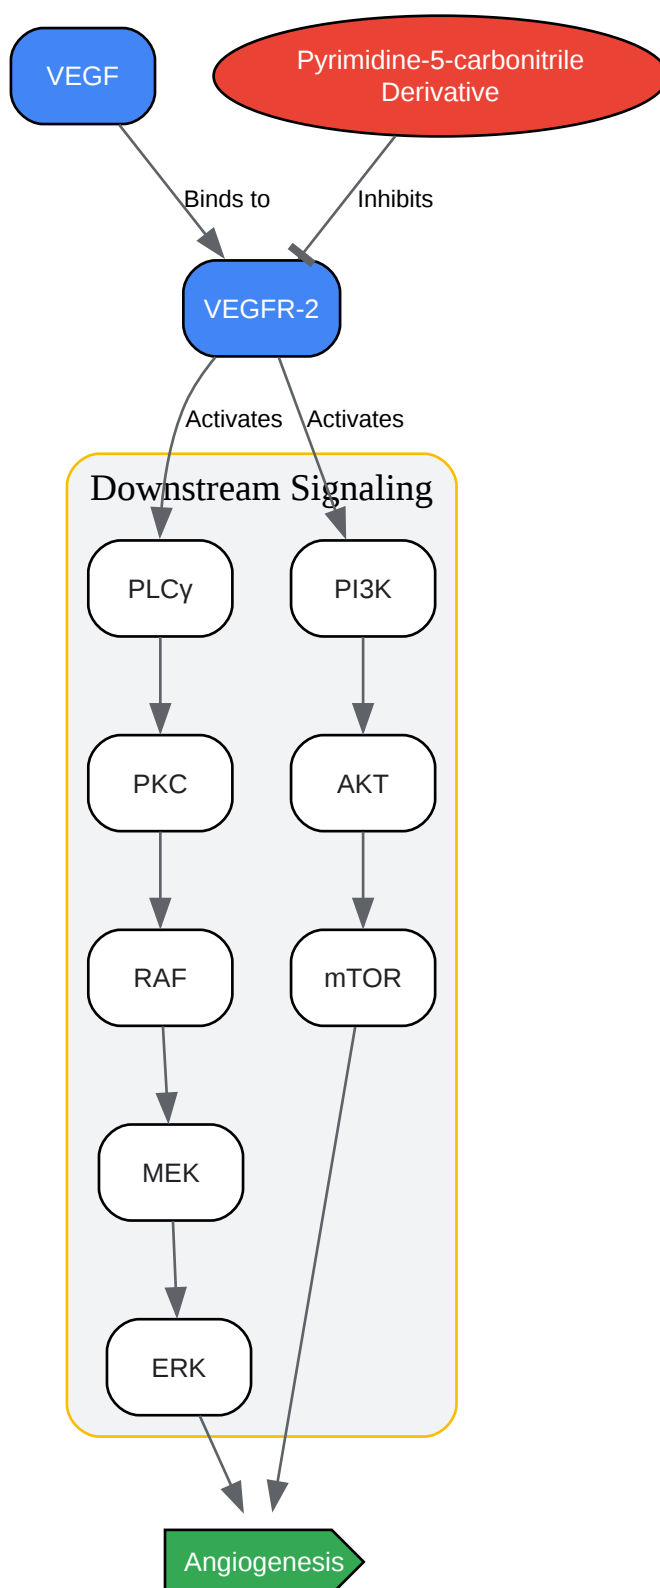 VEGF
Pyrimidine-5-carbonitrile
Derivative
Binds to
Inhibits
VEGFR-2
Activates
Activates
Downstream Signaling
PLCγ
PI3K
PKC
AKT
RAF
mTOR
MEK
ERK
Angiogenesis